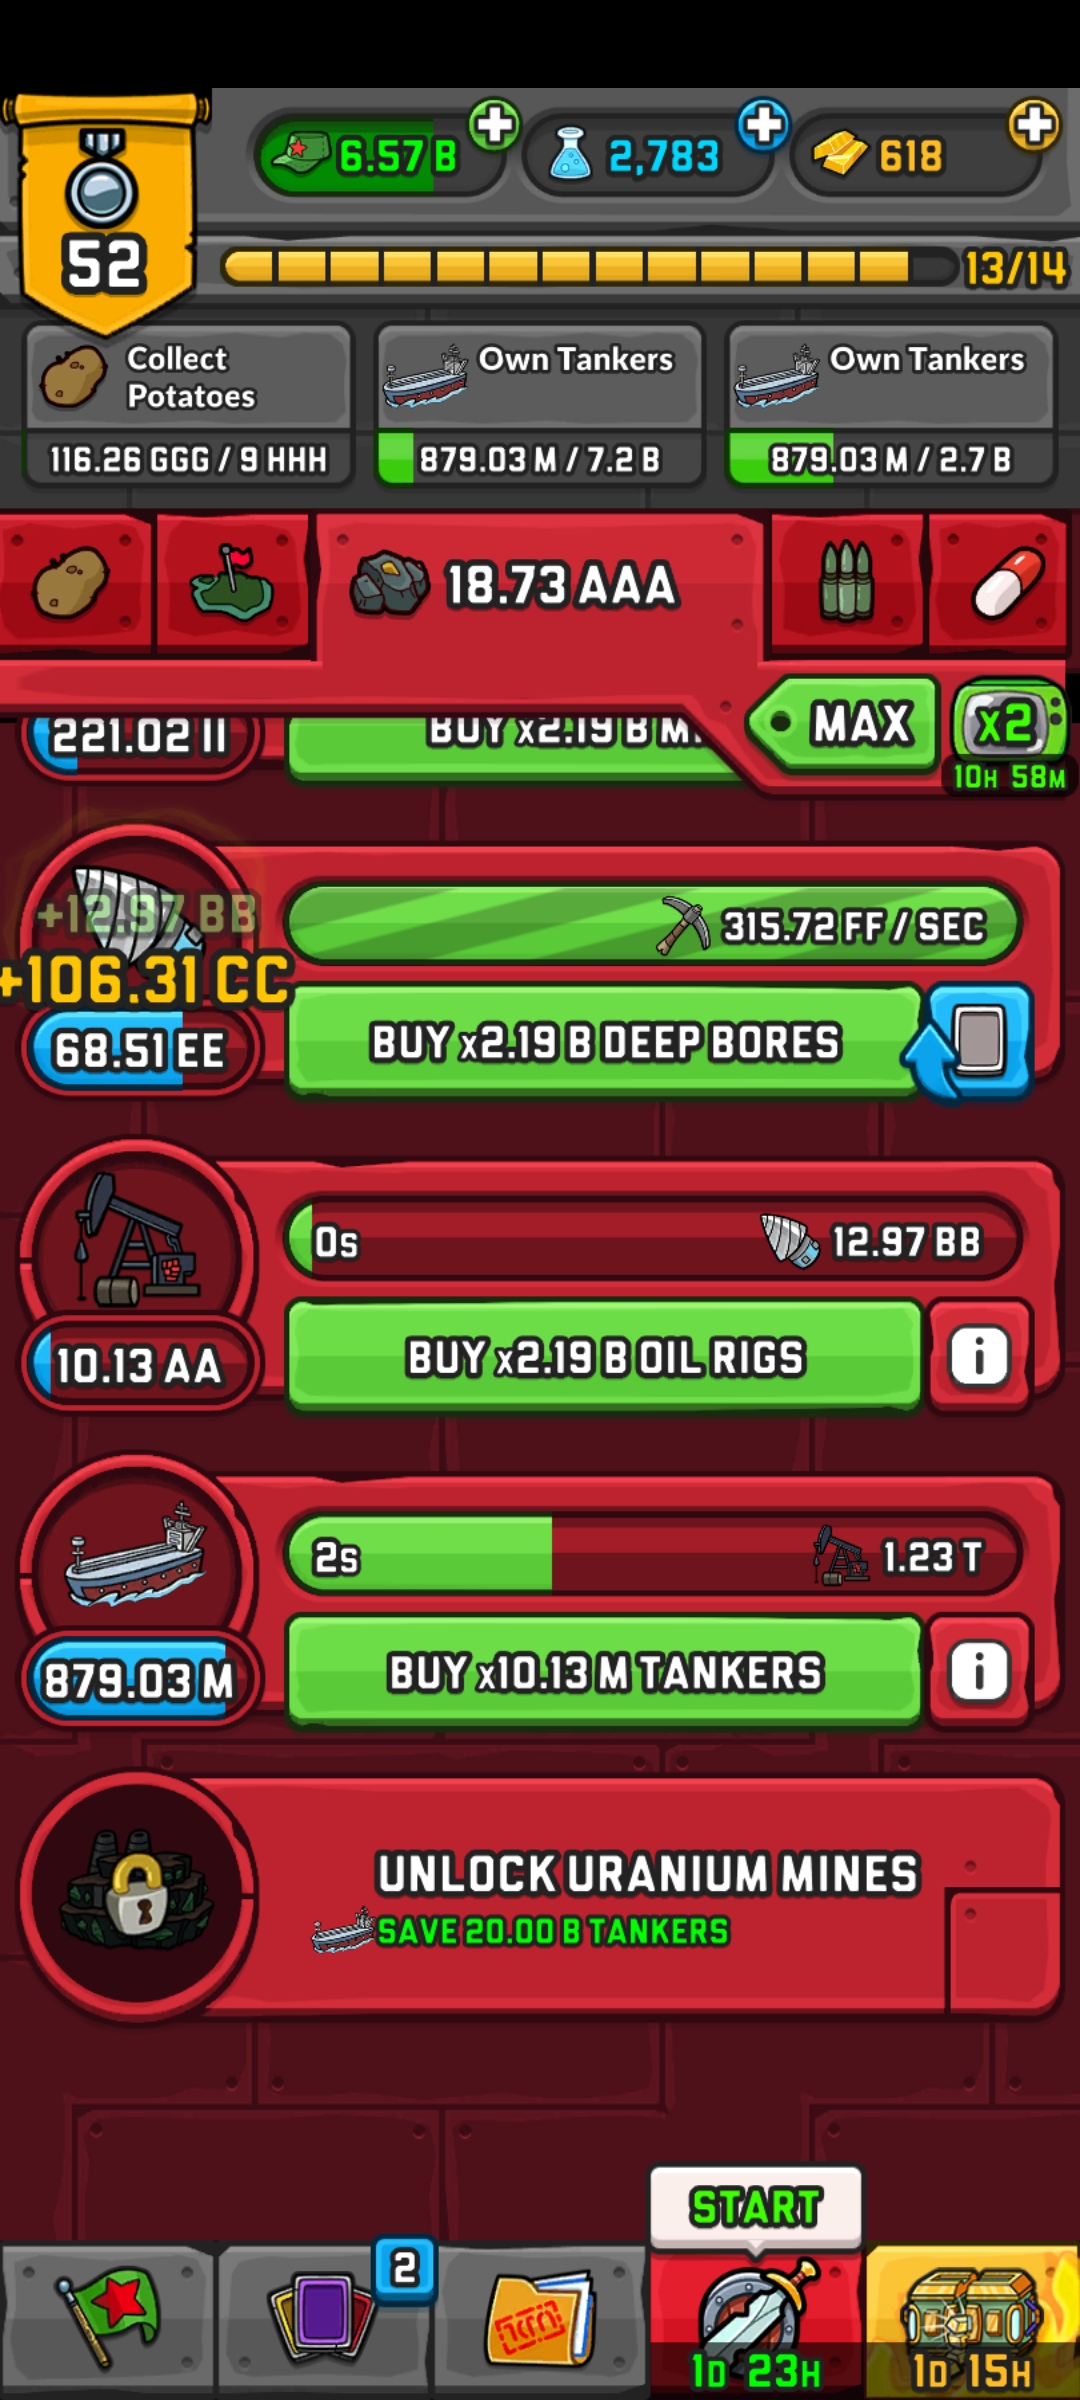 6.57 B
2,783
618
52
13/14
Collect
Potatoes
116.26 GGG / 9 HHH
Own Tankers
879.03 M / 7.2 B
Own Tankers
879.03 M / 2.7 B
18.73 AAA
MAX
X2
10H 58M
221.02 II
BUY x2.19 B M
+12.97 BB
+106.31 CC
315.72 FF / SEC
68.51 EE
BUY x2.19 B DEEP BORES
0s
12.97 BB
10.13 AA
BUY x2.19 B OIL RIGS
i
2s
1.23 T
879.03 M
BUY x10.13 M TANKERS
i
UNLOCK URANIUM MINES
SAVE 20.00 B TANKERS
START
2
1D 23H
1D 15H